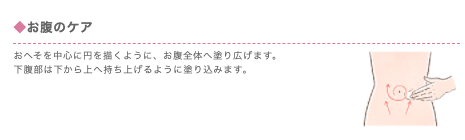 ◆お腹のケア
おへそを中心に円を描くように、お腹全体へ塗り広げます。
下腹部は下から上へ持ち上げるように塗り込みます。